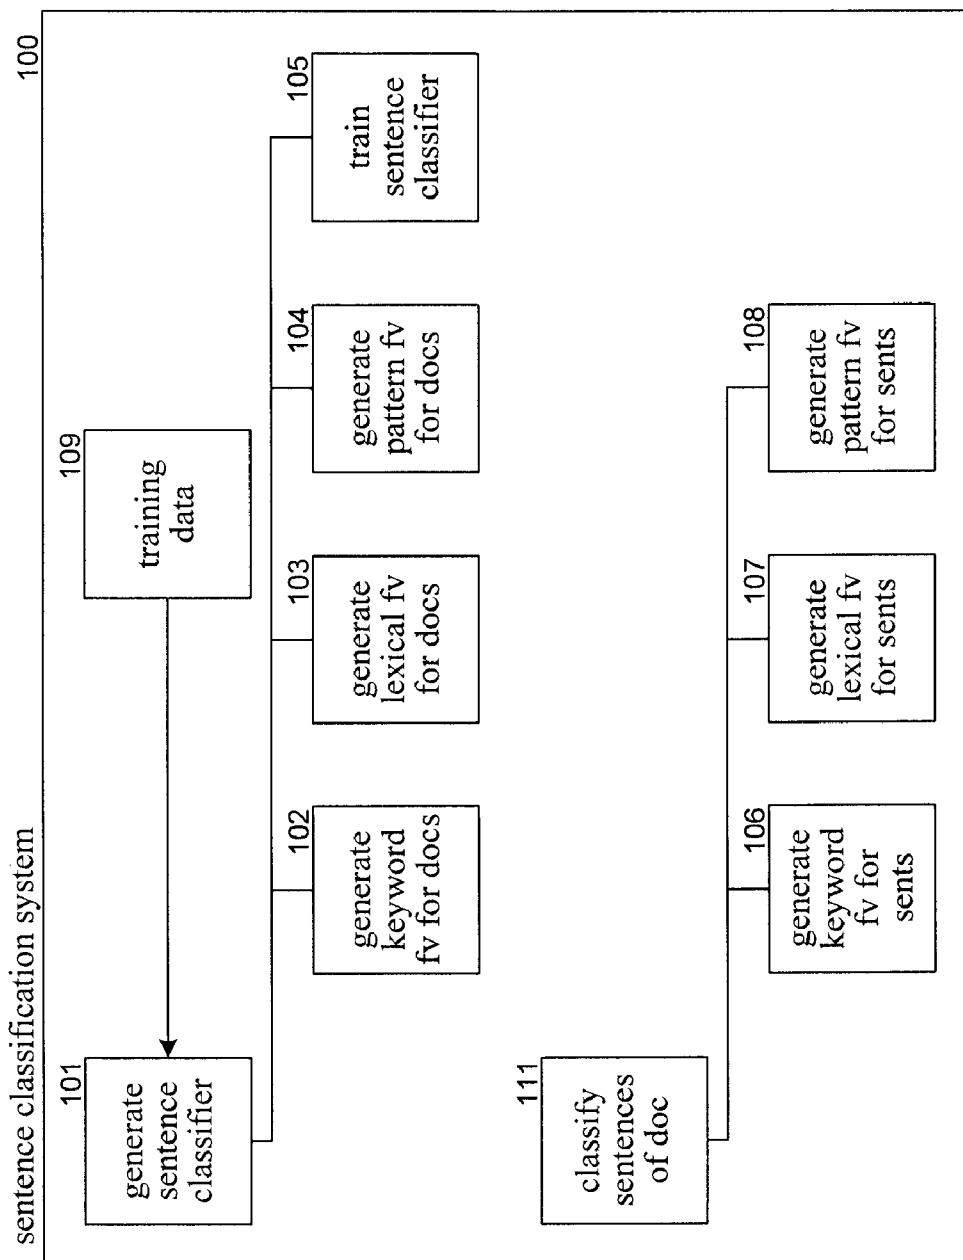 sentence classification system
100
101
generate
sentence
classifier
109
training
data
102
generate
keyword
fv for docs
103
generate
lexical fv
for docs
104
generate
pattern fv
for docs
105
train
sentence
classifier
111
classify
sentences
of doc
106
generate
keyword
fv for
sents
107
generate
lexical fv
for sents
108
generate
pattern fv
for sents